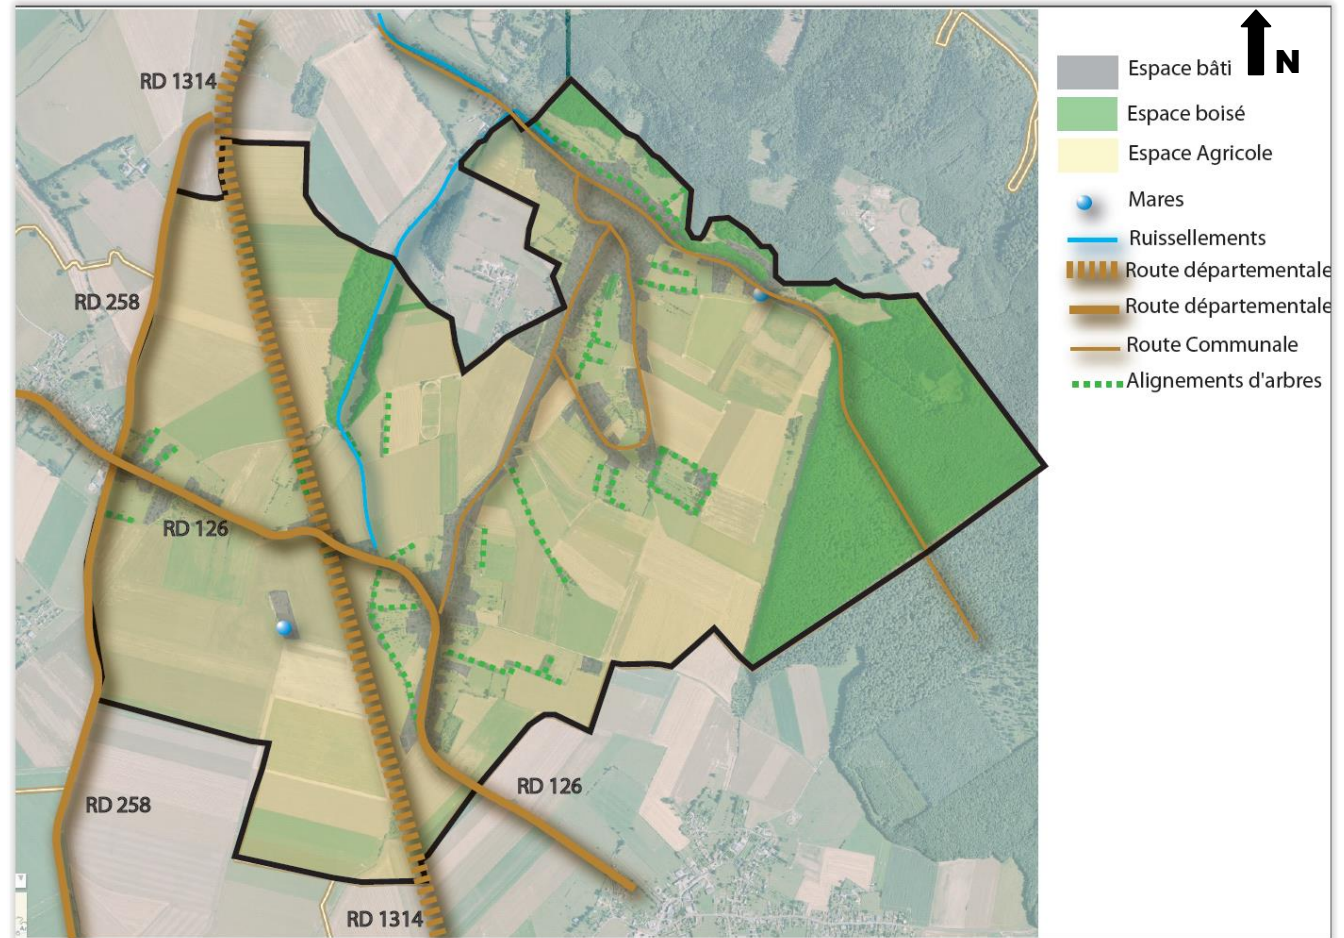 N
Espace bâti
Espace boisé
Espace Agricole
Mares
Ruissellements
Route départementale
Route départementale
Route Communale
Alignements d'arbres
RD 1314
RD 258
RD 126
RD 258
RD 126
RD 1314